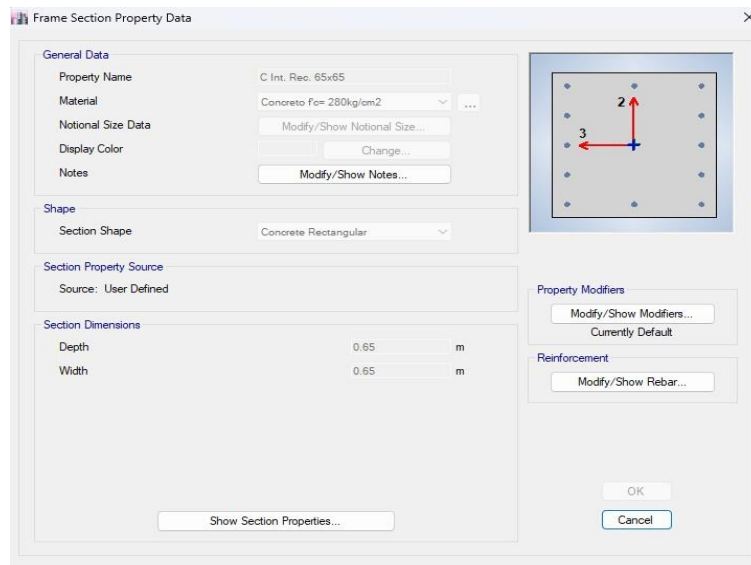 Frame Section Property Data
General Data
Property Name C Int. Rec. 65x65
Material Concreto f'c= 280kg/cm2 ...
Notional Size Data Modify/Show Notional Size...
Display Color Change...
Notes Modify/Show Notes...
Shape
Section Shape Concrete Rectangular
Section Property Source
Source: User Defined
Section Dimensions
Depth 0.65 m
Width 0.65 m
Show Section Properties...
2
3
Property Modifiers
Modify/Show Modifiers...
Currently Default
Reinforcement
Modify/Show Rebar...
OK
Cancel